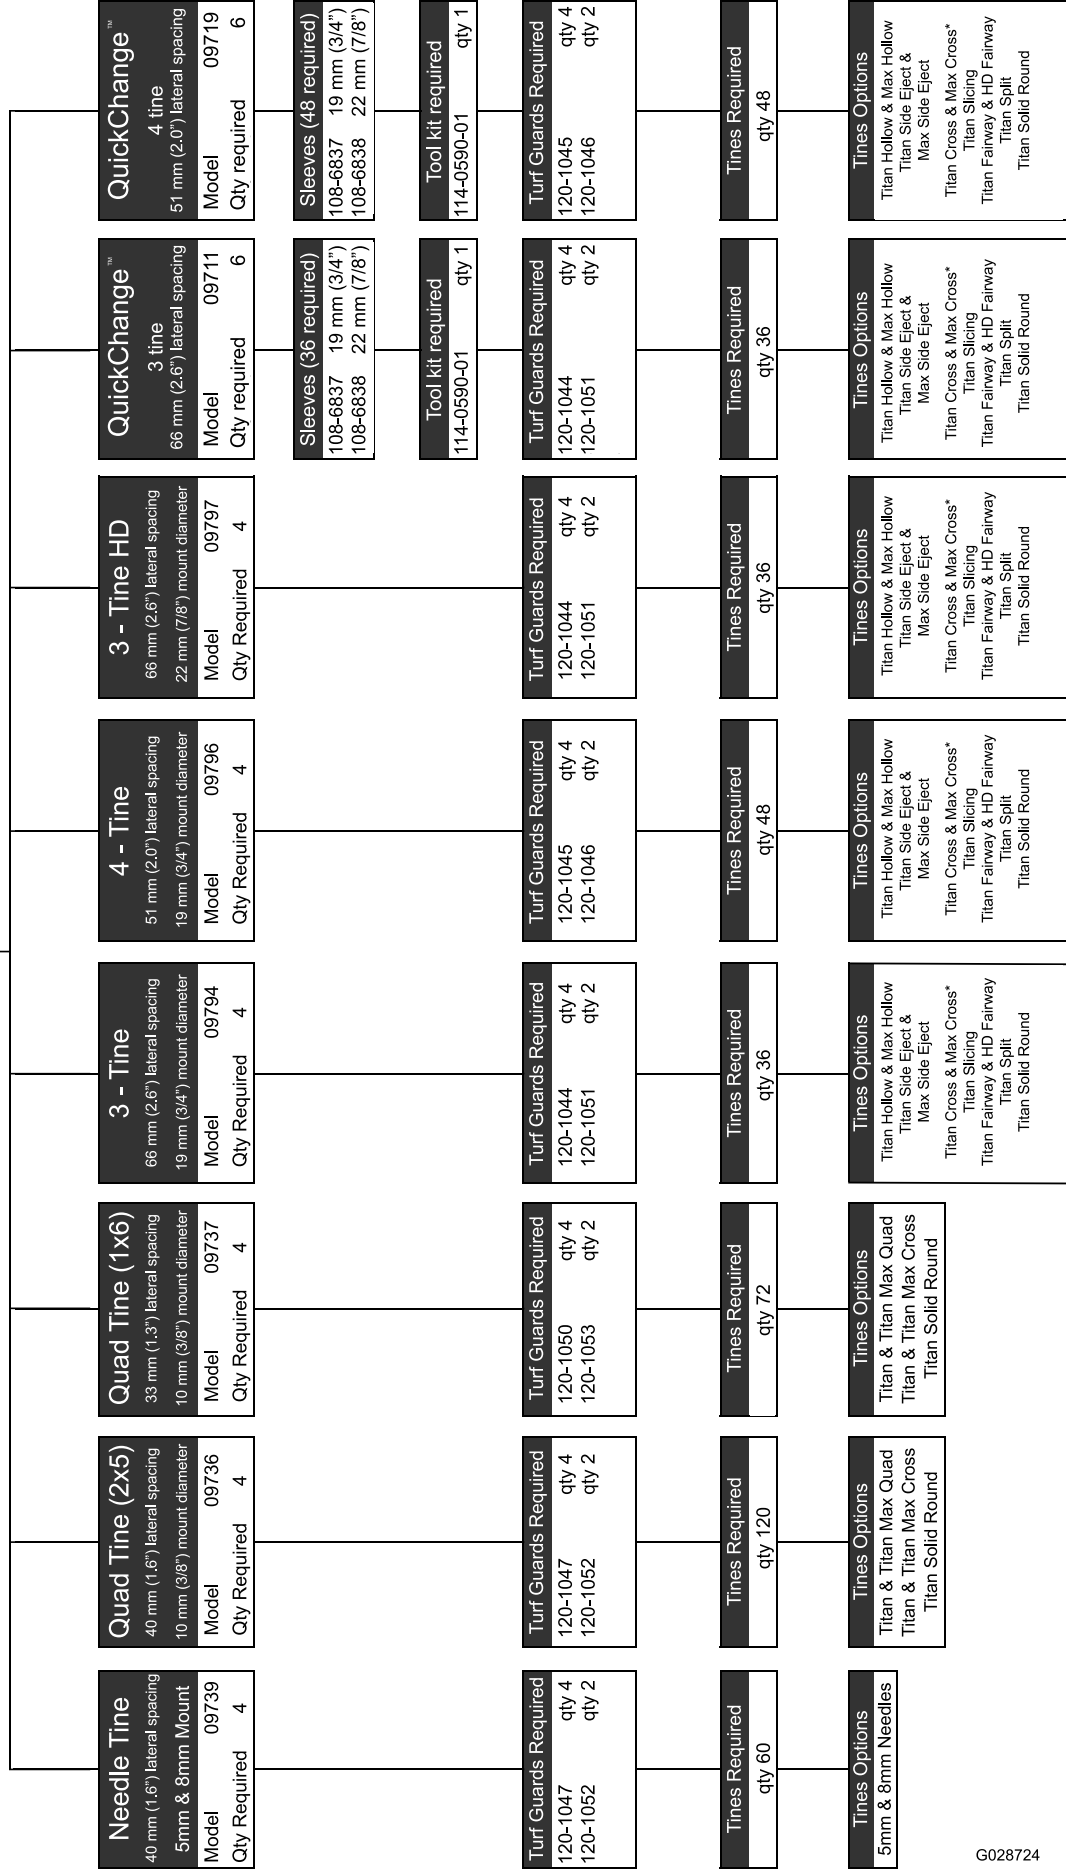 Needle Tine
40 mm (1.6”) lateral spacing
5mm & 8mm Mount
Model 09739
Qty Required 4
Turf Guards Required
120-1047 qty 4
120-1052 qty 2
Tines Required
qty 60
Tines Options
5mm & 8mm Needles
Quad Tine (2x5)
40 mm (1.6”) lateral spacing
10 mm (3/8”) mount diameter
Model 09736
Qty Required 4
Turf Guards Required
120-1047 qty 4
120-1052 qty 2
Tines Required
qty 120
Tines Options
Titan & Titan Max Quad
Titan & Titan Max Cross
Titan Solid Round
Quad Tine (1x6)
33 mm (1.3”) lateral spacing
10 mm (3/8”) mount diameter
Model 09737
Qty Required 4
Turf Guards Required
120-1050 qty 4
120-1053 qty 2
Tines Required
qty 72
Tines Options
Titan & Titan Max Quad
Titan & Titan Max Cross
Titan Solid Round
3 - Tine
66 mm (2.6”) lateral spacing
19 mm (3/4”) mount diameter
Model 09794
Qty Required 4
Turf Guards Required
120-1044 qty 4
120-1051 qty 2
Tines Required
qty 36
Tines Options
Titan Hollow & Max Hollow
Titan Side Eject &
Max Side Eject
Titan Cross & Max Cross*
Titan Slicing
Titan Fairway & HD Fairway
Titan Split
Titan Solid Round
4 - Tine
51 mm (2.0”) lateral spacing
19 mm (3/4”) mount diameter
Model 09796
Qty Required 4
Turf Guards Required
120-1045 qty 4
120-1046 qty 2
Tines Required
qty 48
Tines Options
Titan Hollow & Max Hollow
Titan Side Eject &
Max Side Eject
Titan Cross & Max Cross*
Titan Slicing
Titan Fairway & HD Fairway
Titan Split
Titan Solid Round
3 - Tine HD
66 mm (2.6”) lateral spacing
22 mm (7/8”) mount diameter
Model 09797
Qty Required 4
Turf Guards Required
120-1044 qty 4
120-1051 qty 2
Tines Required
qty 36
Tines Options
Titan Hollow & Max Hollow
Titan Side Eject &
Max Side Eject
Titan Cross & Max Cross*
Titan Slicing
Titan Fairway & HD Fairway
Titan Split
Titan Solid Round
QuickChange™
3 tine
66 mm (2.6”) lateral spacing
Model 09711
Qty required 6
Sleeves (36 required)
108-6837 19 mm (3/4”)
108-6838 22 mm (7/8”)
Tool kit required
114-0590-01 qty 1
Turf Guards Required
120-1044 qty 4
120-1051 qty 2
Tines Required
qty 36
Tines Options
Titan Hollow & Max Hollow
Titan Side Eject &
Max Side Eject
Titan Cross & Max Cross*
Titan Slicing
Titan Fairway & HD Fairway
Titan Split
Titan Solid Round
QuickChange™
4 tine
51 mm (2.0”) lateral spacing
Model 09719
Qty required 6
Sleeves (48 required)
108-6837 19 mm (3/4”)
108-6838 22 mm (7/8”)
Tool kit required
114-0590-01 qty 1
Turf Guards Required
120-1045 qty 4
120-1046 qty 2
Tines Required
qty 48
Tines Options
Titan Hollow & Max Hollow
Titan Side Eject &
Max Side Eject
Titan Cross & Max Cross*
Titan Slicing
Titan Fairway & HD Fairway
Titan Split
Titan Solid Round
G028724